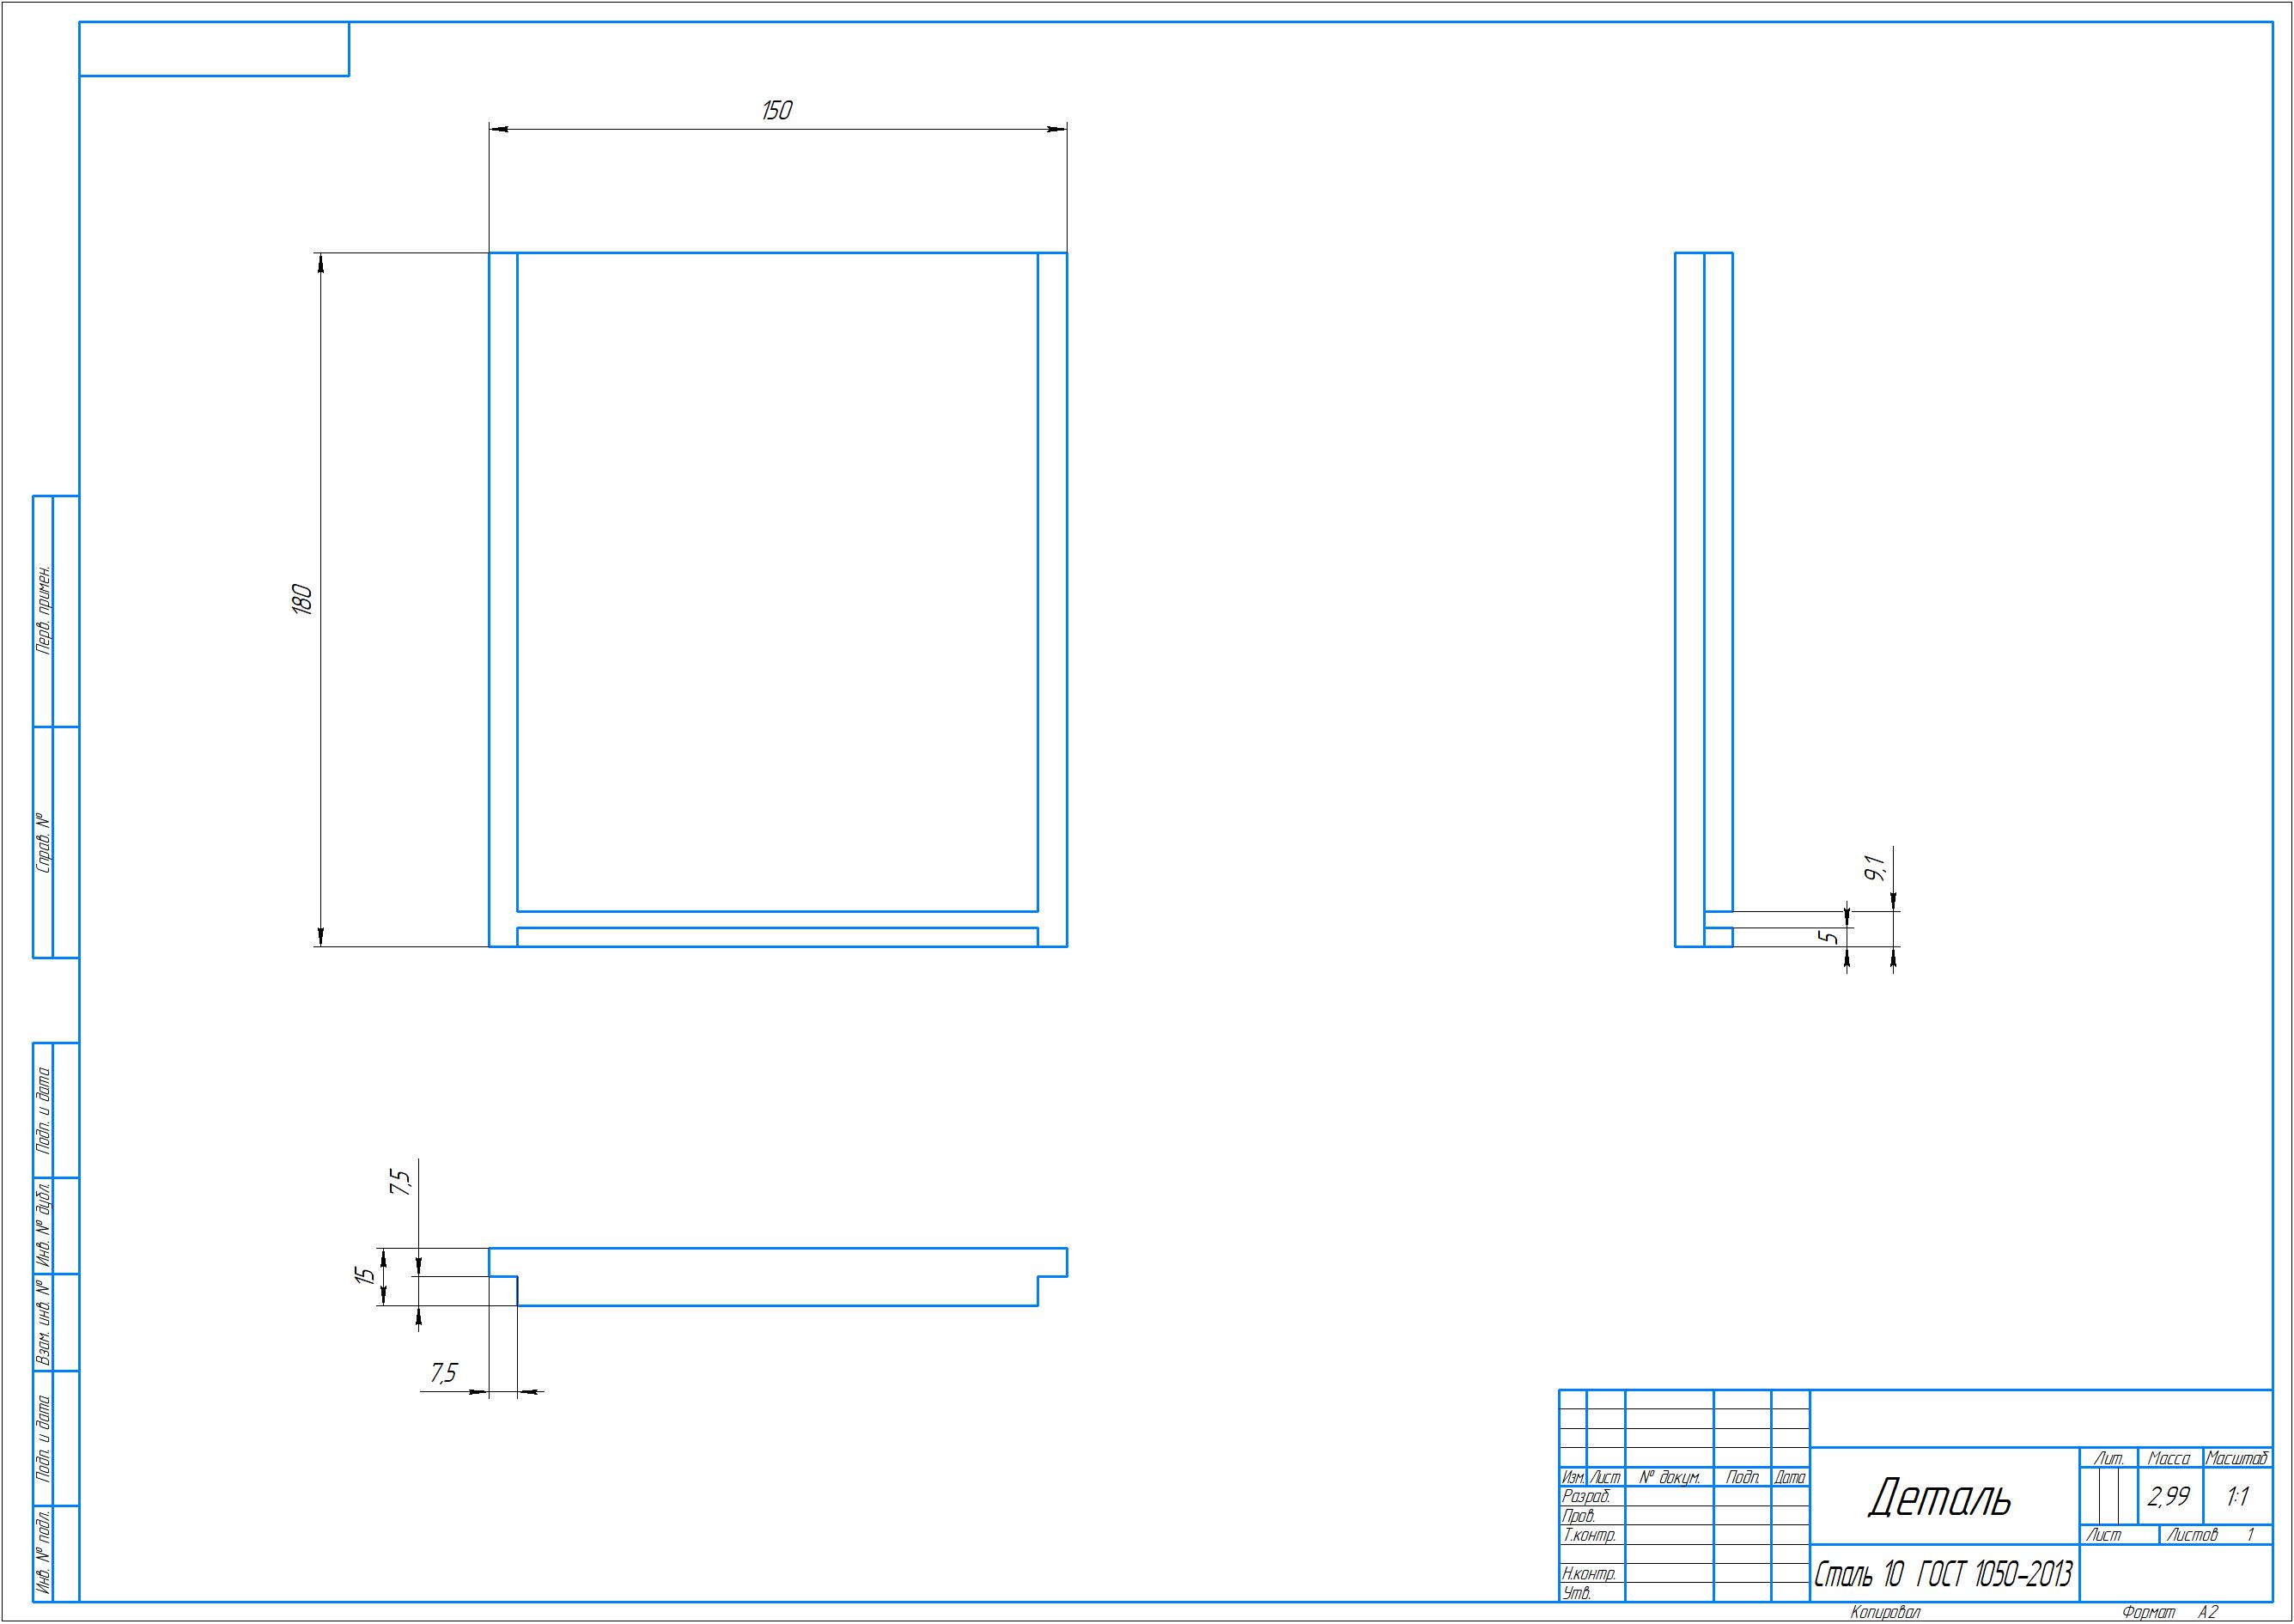 150
180
9,1
5
7,5
15
7,5
Перв. примен.
Справ. №
Подп. и дата
Инв. № дубл.
Взам. инв. №
Подп. и дата
Инв. № подл.
Изм. Лист № докум. Подп. Дата
Разраб.
Пров.
Т.контр.
Н.контр.
Утв.
Деталь
Сталь 10 ГОСТ 1050-2013
Лит. Масса Масштаб
2,99 1:1
Лист Листов 1
Копировал Формат А2